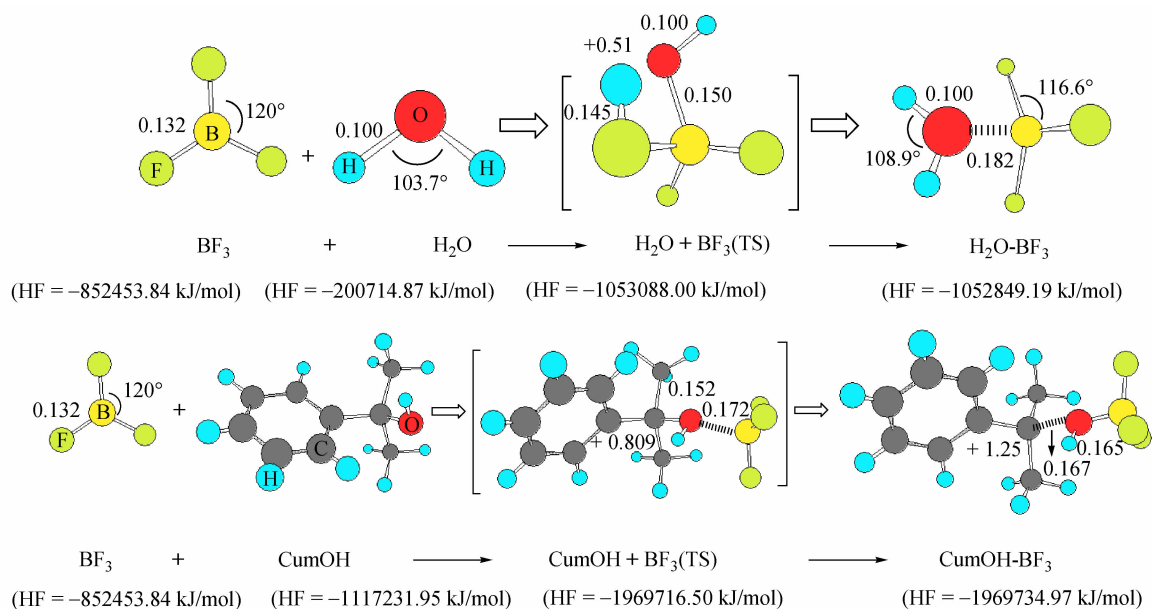 0.100
+0.51
0.132
B
120°
F
+
0.100
O
H
H
103.7°
0.145
0.150
0.100
116.6°
108.9°
0.182
BF₃ + H₂O H₂O + BF₃(TS) H₂O-BF₃
(HF = –852453.84 kJ/mol) (HF = –200714.87 kJ/mol) (HF = –1053088.00 kJ/mol) (HF = –1052849.19 kJ/mol)
0.132
B
120°
F
+
O
C
H
0.152
0.172
+ 0.809
+ 1.25
0.165
0.167
BF₃ + CumOH CumOH + BF₃(TS) CumOH-BF₃
(HF = –852453.84 kJ/mol) (HF = –1117231.95 kJ/mol) (HF = –1969716.50 kJ/mol) (HF = –1969734.97 kJ/mol)